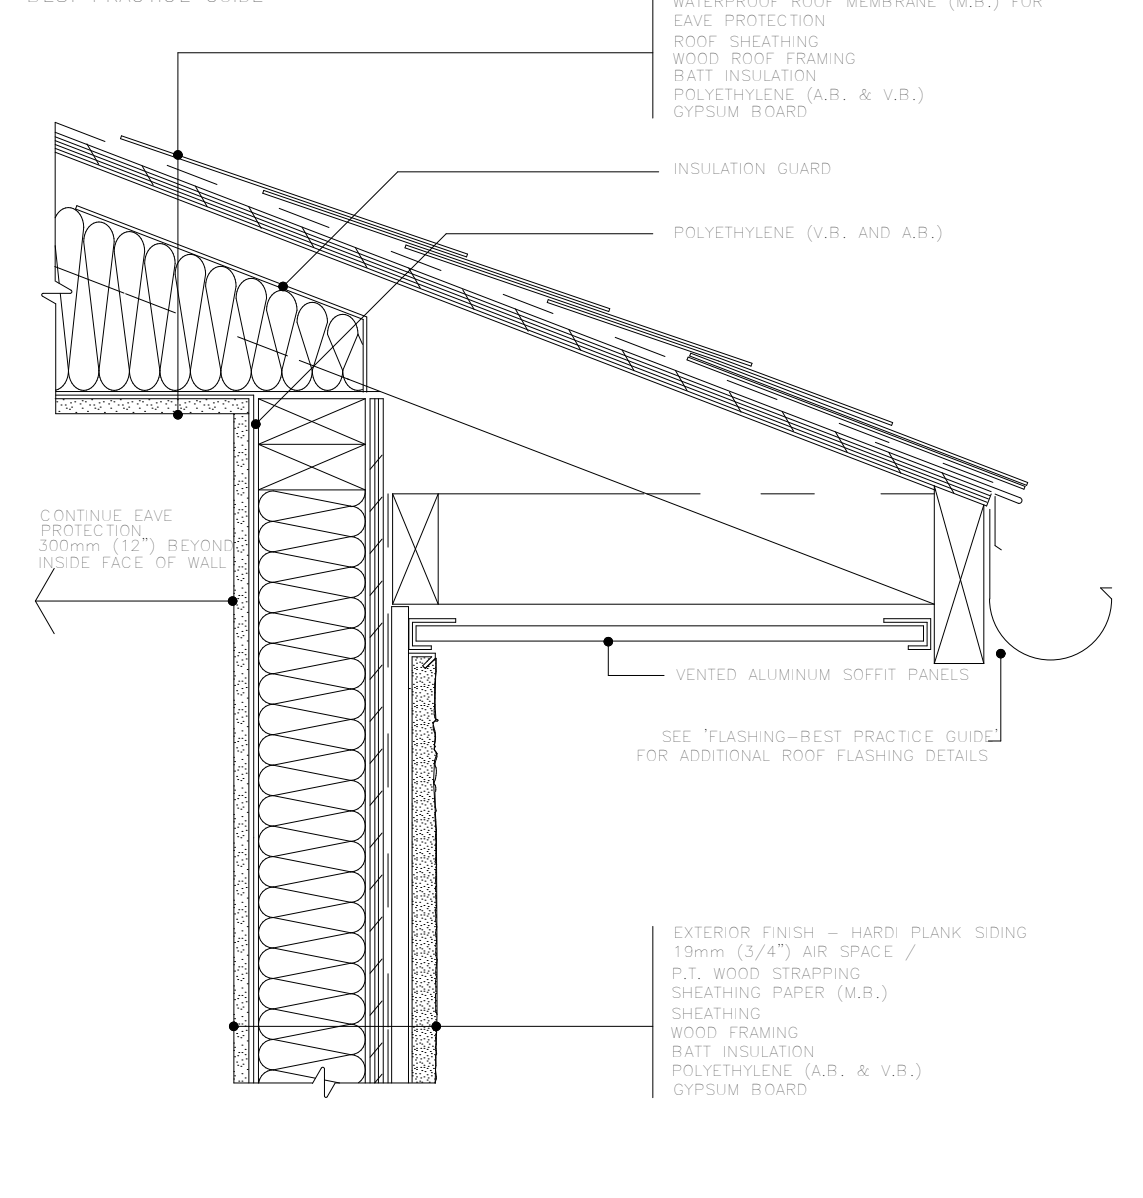 BEST PRACTICE GUIDE
WATERPROOF ROOF MEMBRANE (M.B.) FOR
EAVE PROTECTION
ROOF SHEATHING
WOOD ROOF FRAMING
BATT INSULATION
POLYETHYLENE (A.B. & V.B.)
GYPSUM BOARD
INSULATION GUARD
POLYETHYLENE (V.B. AND A.B.)
CONTINUE EAVE
PROTECTION
300mm (12") BEYOND
INSIDE FACE OF WALL
VENTED ALUMINUM SOFFIT PANELS
SEE 'FLASHING-BEST PRACTICE GUIDE'
FOR ADDITIONAL ROOF FLASHING DETAILS
EXTERIOR FINISH - HARDI PLANK SIDING
19mm (3/4") AIR SPACE /
P.T. WOOD STRAPPING
SHEATHING PAPER (M.B.)
SHEATHING
WOOD FRAMING
BATT INSULATION
POLYETHYLENE (A.B. & V.B.)
GYPSUM BOARD